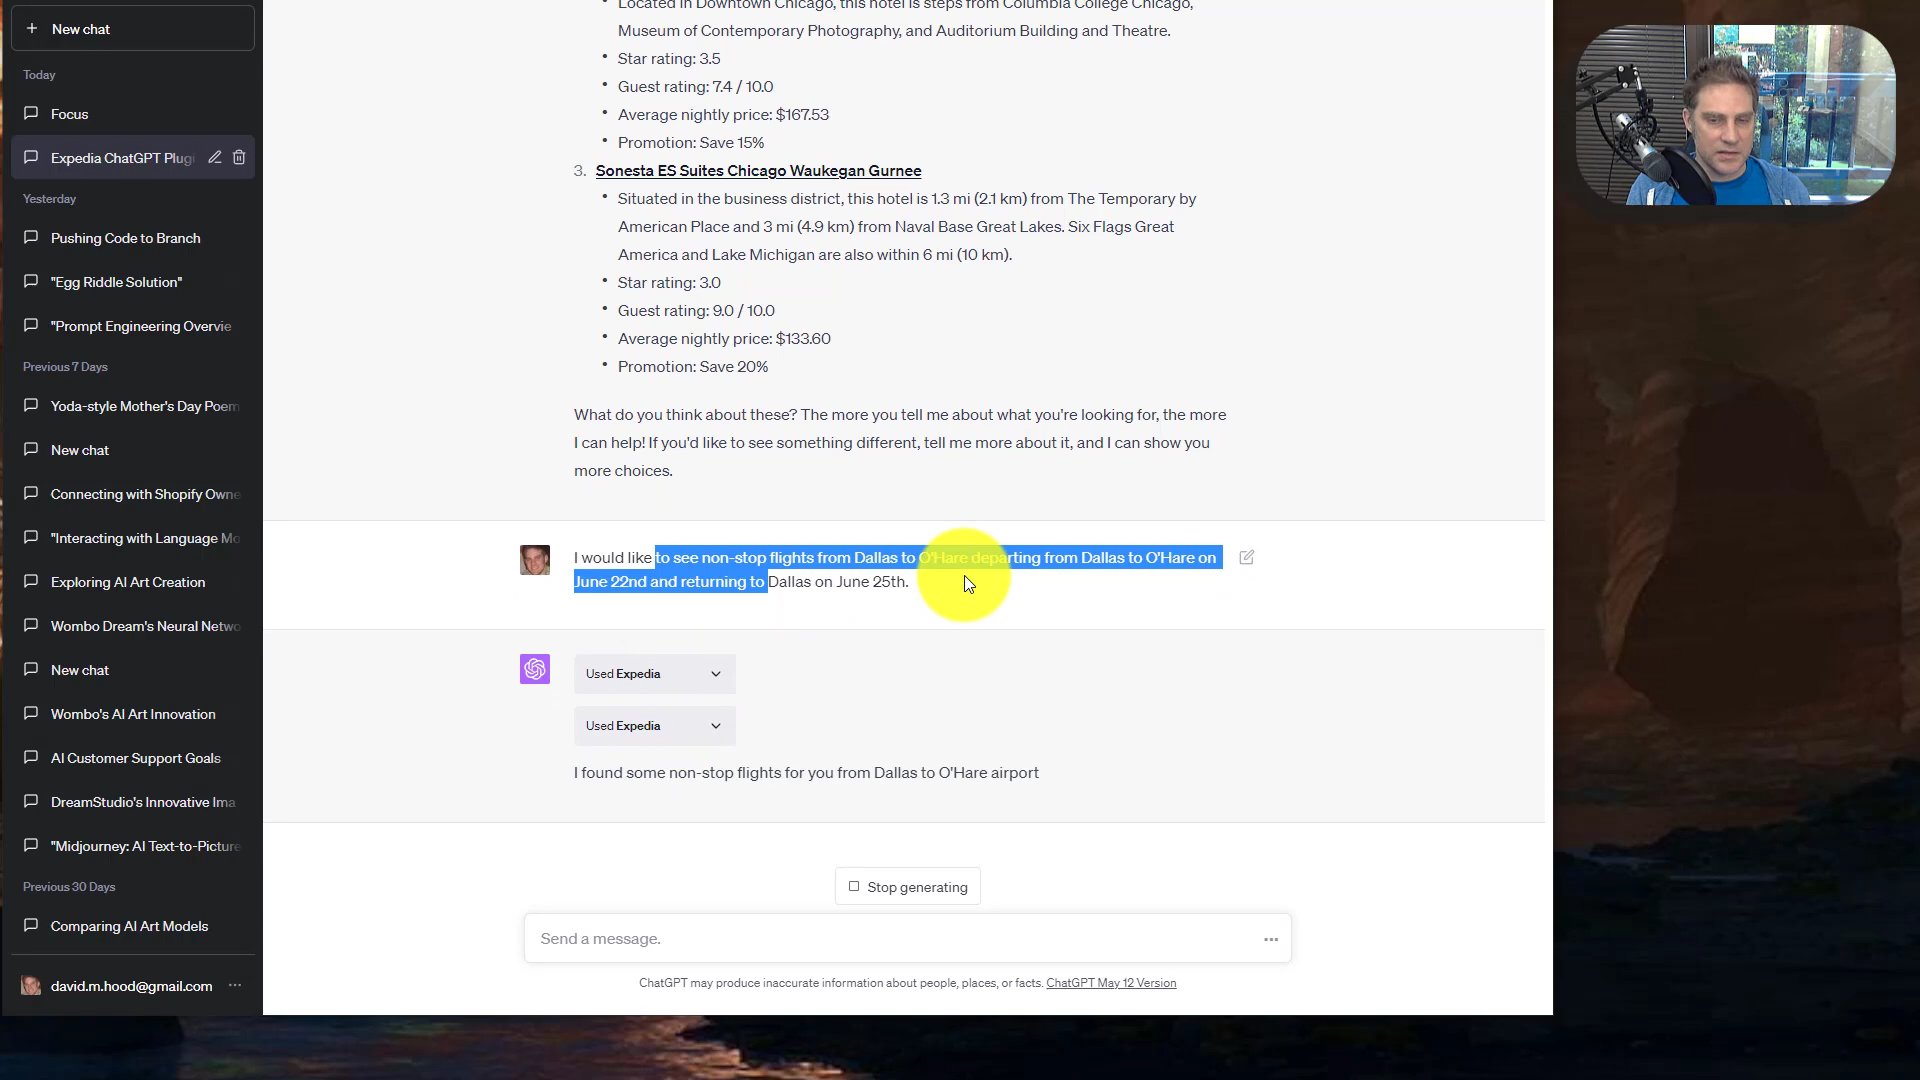 New chat
Today
Focus
Expedia ChatGPT Plugi
Yesterday
Pushing Code to Branch
"Egg Riddle Solution"
"Prompt Engineering Overvie
Previous 7 Days
Yoda-style Mother's Day Poem
New chat
Connecting with Shopify Owne
"Interacting with Language Mo
Exploring AI Art Creation
Wombo Dream's Neural Netwo
New chat
Wombo's AI Art Innovation
AI Customer Support Goals
DreamStudio's Innovative Ima
"Midjourney: AI Text-to-Picture
Previous 30 Days
Comparing AI Art Models
david.m.hood@gmail.com
Located in Downtown Chicago, this hotel is steps from Columbia College Chicago,
Museum of Contemporary Photography, and Auditorium Building and Theatre.
• Star rating: 3.5
• Guest rating: 7.4 / 10.0
• Average nightly price: $167.53
• Promotion: Save 15%
3. Sonesta ES Suites Chicago Waukegan Gurnee
• Situated in the business district, this hotel is 1.3 mi (2.1 km) from The Temporary by
American Place and 3 mi (4.9 km) from Naval Base Great Lakes. Six Flags Great
America and Lake Michigan are also within 6 mi (10 km).
• Star rating: 3.0
• Guest rating: 9.0 / 10.0
• Average nightly price: $133.60
• Promotion: Save 20%
What do you think about these? The more you tell me about what you're looking for, the more
I can help! If you'd like to see something different, tell me more about it, and I can show you
more choices.
I would like to see non-stop flights from Dallas to O'Hare departing from Dallas to O'Hare on
June 22nd and returning to Dallas on June 25th.
Used Expedia
Used Expedia
I found some non-stop flights for you from Dallas to O'Hare airport
Stop generating
Send a message.
ChatGPT may produce inaccurate information about people, places, or facts. ChatGPT May 12 Version